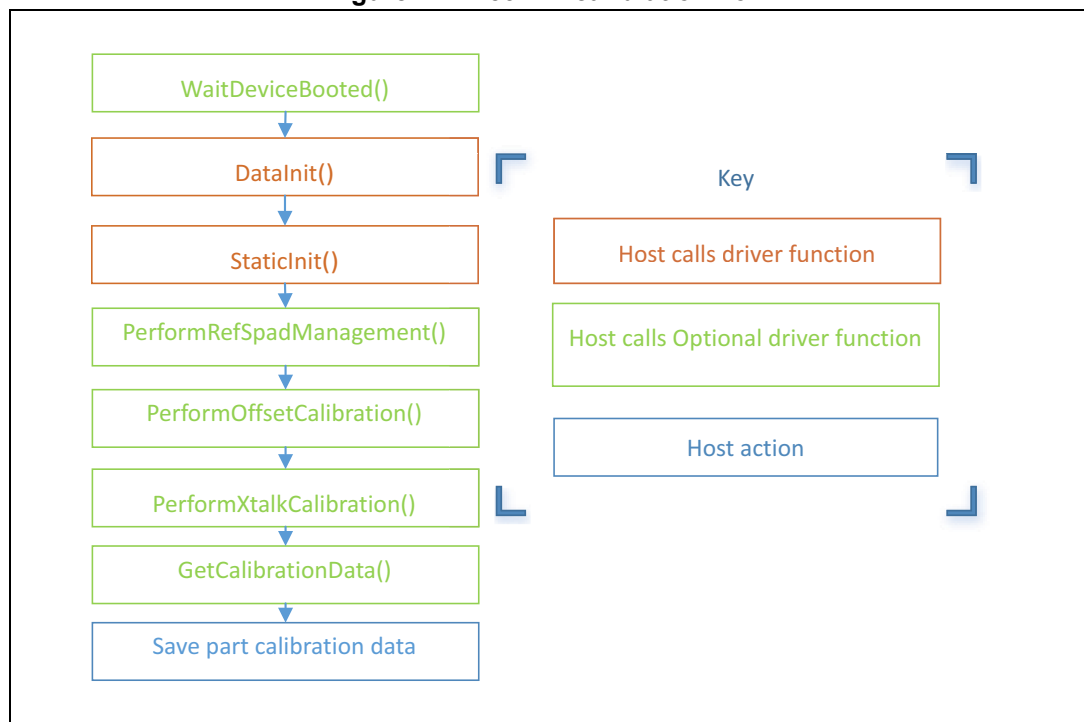 WaitDeviceBooted()
DataInit()
StaticInit()
PerformRefSpadManagement()
PerformOffsetCalibration()
PerformXtalkCalibration()
GetCalibrationData()
Save part calibration data
Key
Host calls driver function
Host calls Optional driver function
Host action